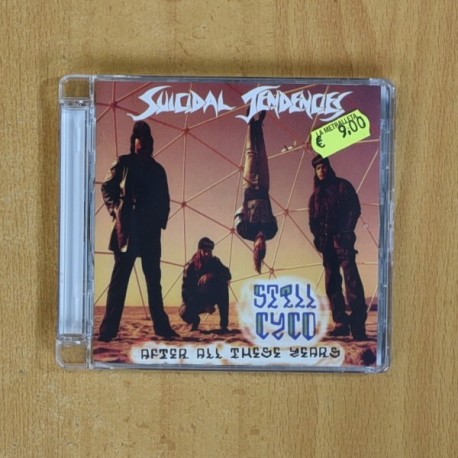 SUICIDAL TENDENCIES
LA METRALLETA
€ 9,00
STILL
CYCO
AFTER ALL THESE YEARS